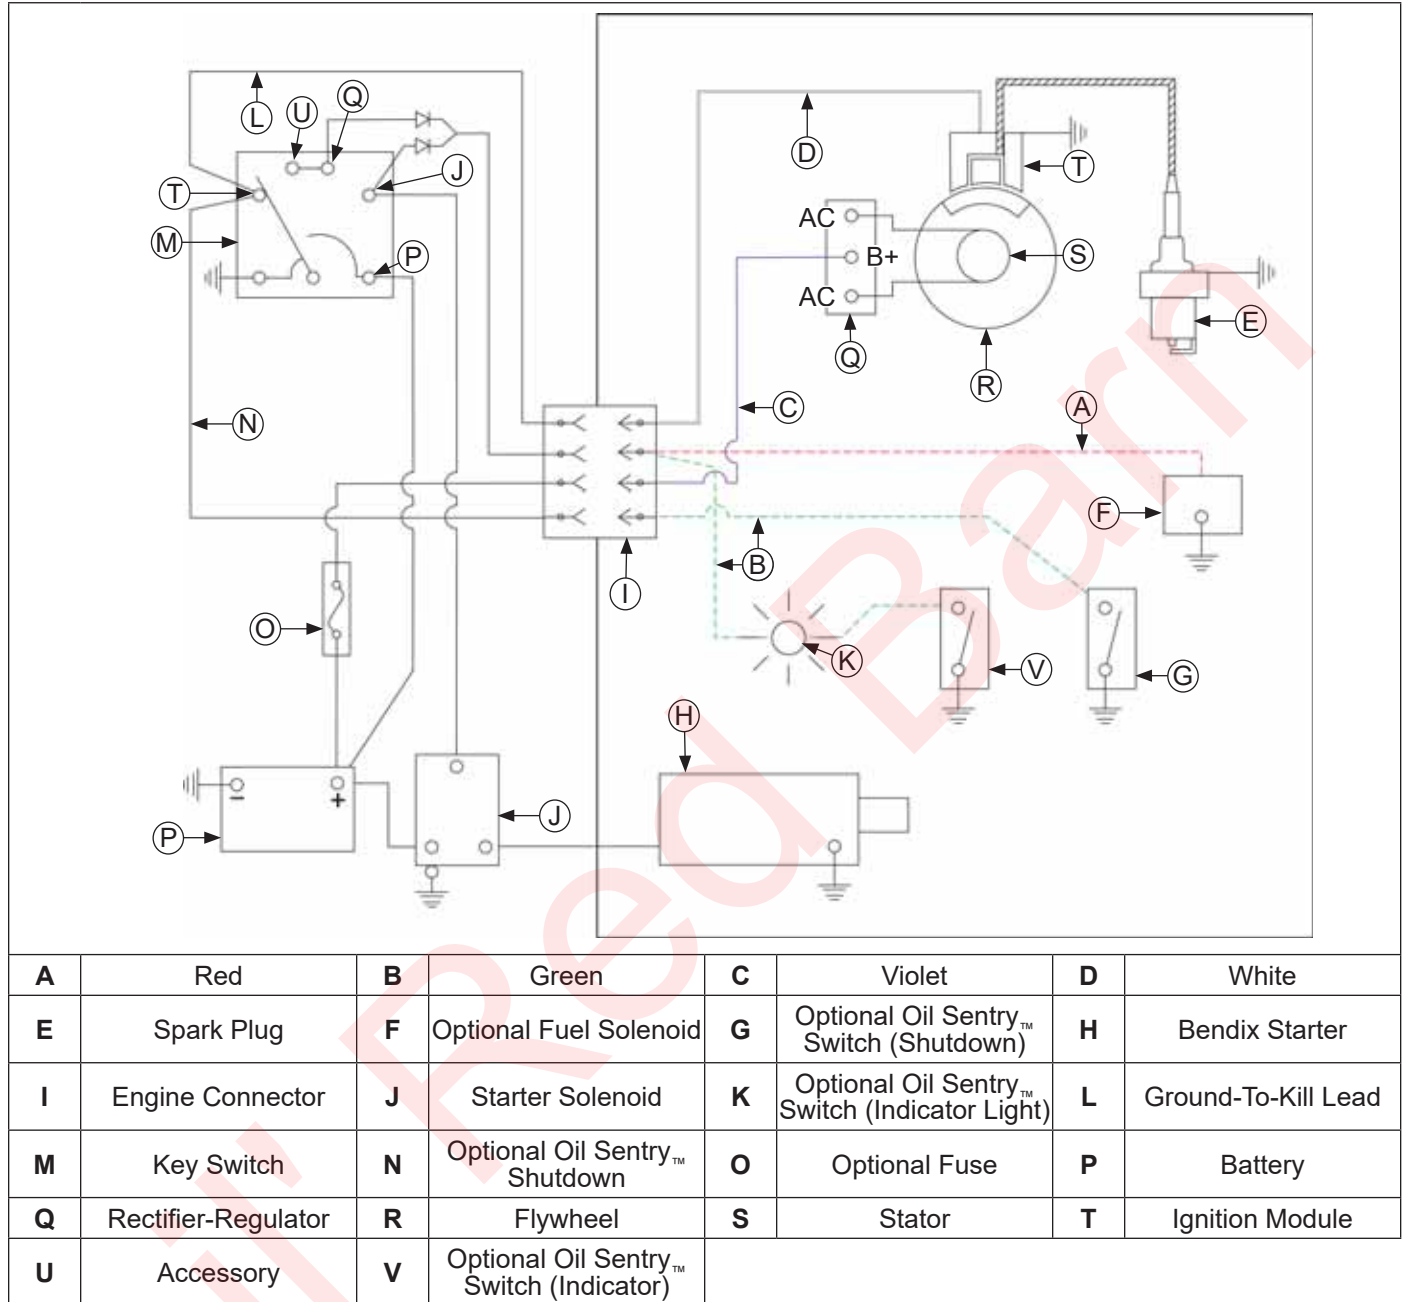 L
U
Q
D
J
T
T
M
P
AC
B+
S
AC
E
Q
R
N
C
A
F
B
I
O
K
V
G
H
P
-
+
J
A Red B Green C Violet D White
E Spark Plug F Optional Fuel Solenoid G Optional Oil Sentry™ Switch (Shutdown) H Bendix Starter
I Engine Connector J Starter Solenoid K Optional Oil Sentry™ Switch (Indicator Light) L Ground-To-Kill Lead
M Key Switch N Optional Oil Sentry™ Shutdown O Optional Fuse P Battery
Q Rectifier-Regulator R Flywheel S Stator T Ignition Module
U Accessory V Optional Oil Sentry™ Switch (Indicator)
il' Red Barn